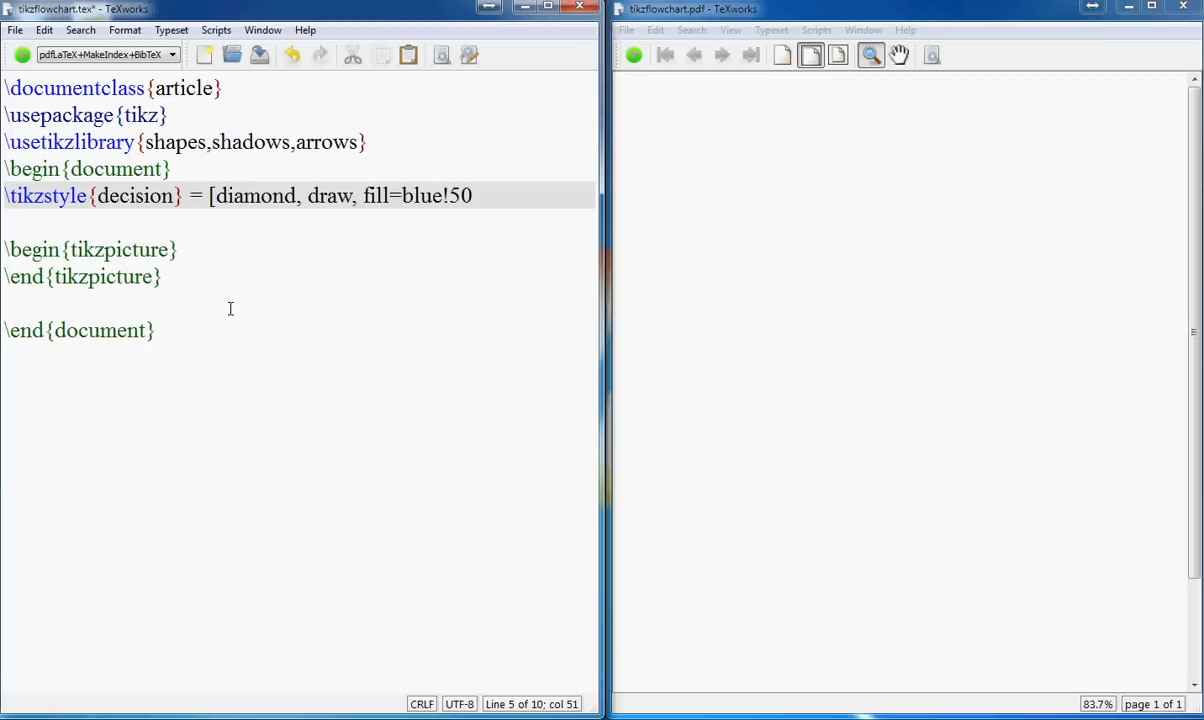 tikzflowchart.tex* - TeXworks
File Edit Search Format Typeset Scripts Window Help
pdfLaTeX+MakeIndex+BibTeX
\documentclass{article}
\usepackage{tikz}
\usetikzlibrary{shapes,shadows,arrows}
\begin{document}
\tikzstyle{decision} = [diamond, draw, fill=blue!50
\begin{tikzpicture}
\end{tikzpicture}
\end{document}
CRLF UTF-8 Line 5 of 10; col 51
tikzflowchart.pdf - TeXworks
File Edit Search View Typeset Scripts Window Help
83.7% page 1 of 1